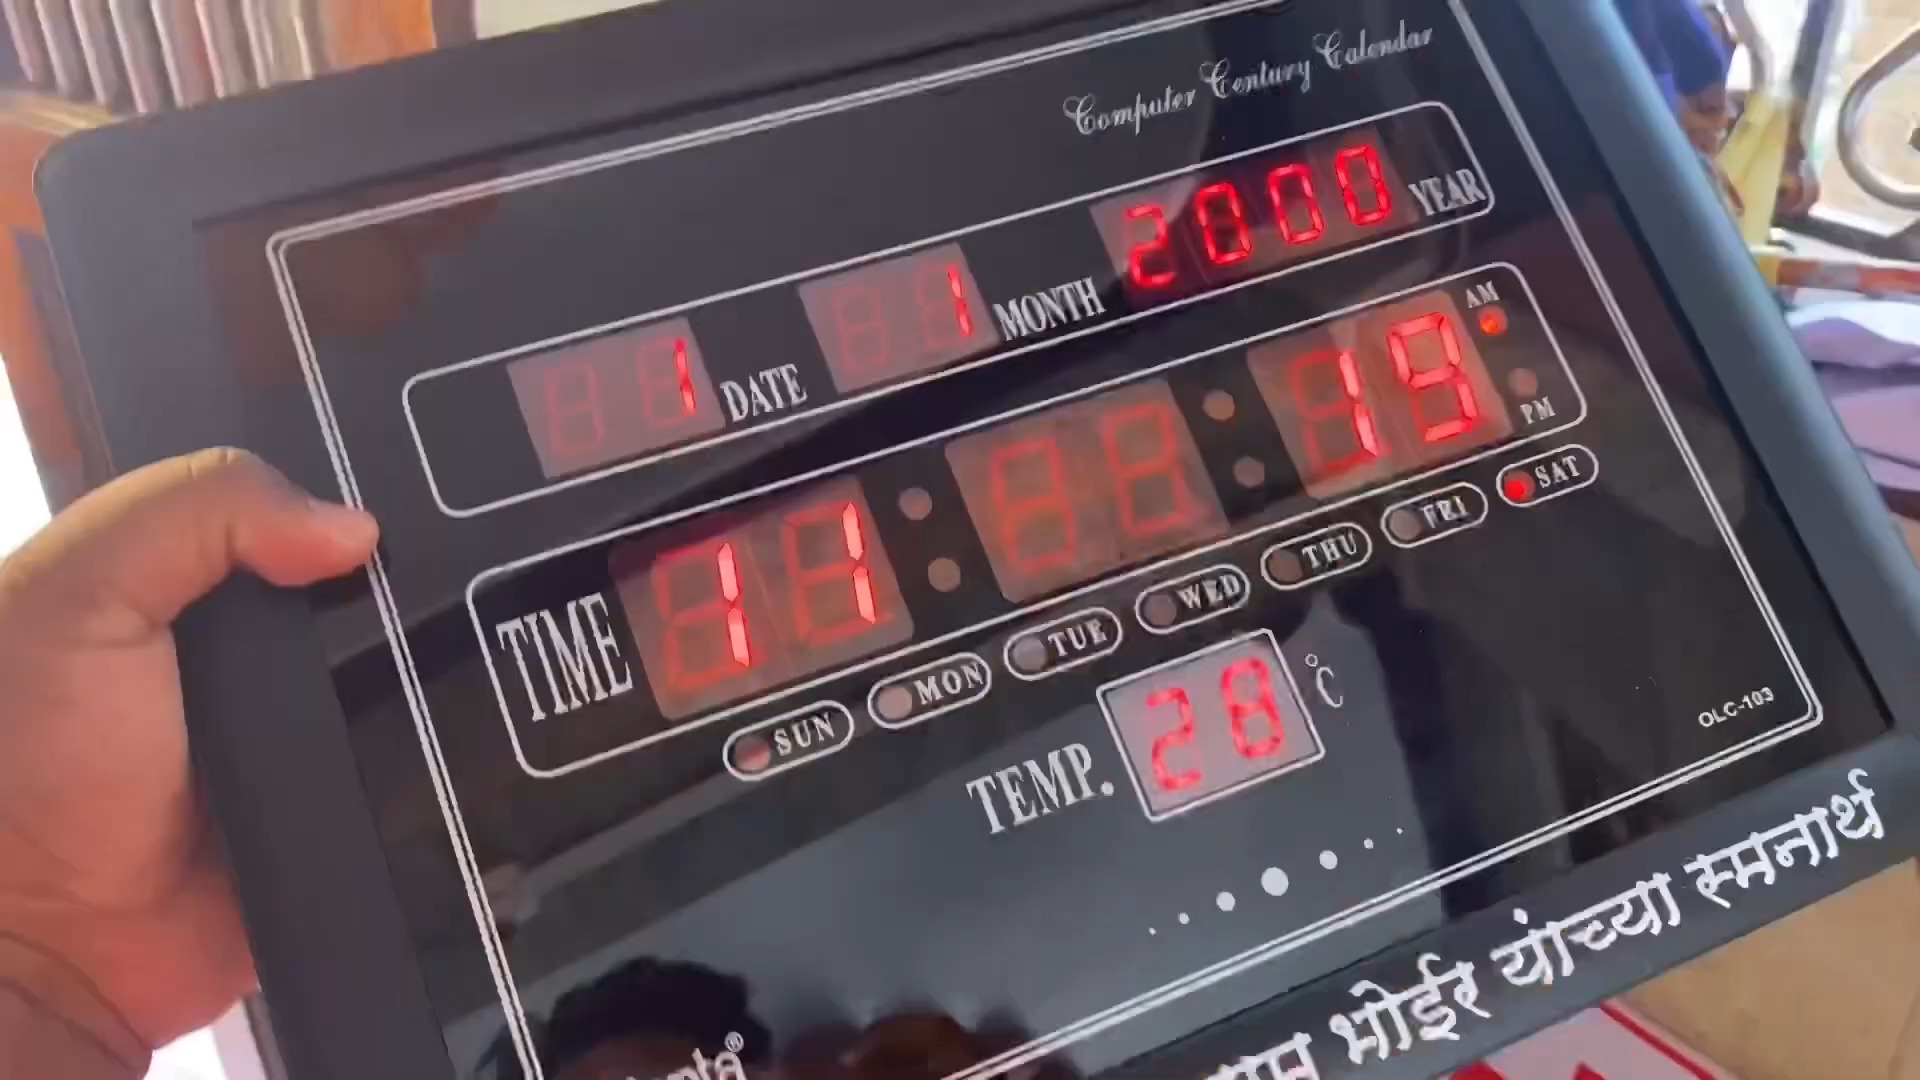 Computer Century Calendar
1 DATE 1 MONTH 2000 YEAR
AM
TIME 11 : : 19
PM
SUN MON TUE WED THU FRI SAT
TEMP. 28 °C
OLC-103
भोईर यांच्या स्मनार्थ